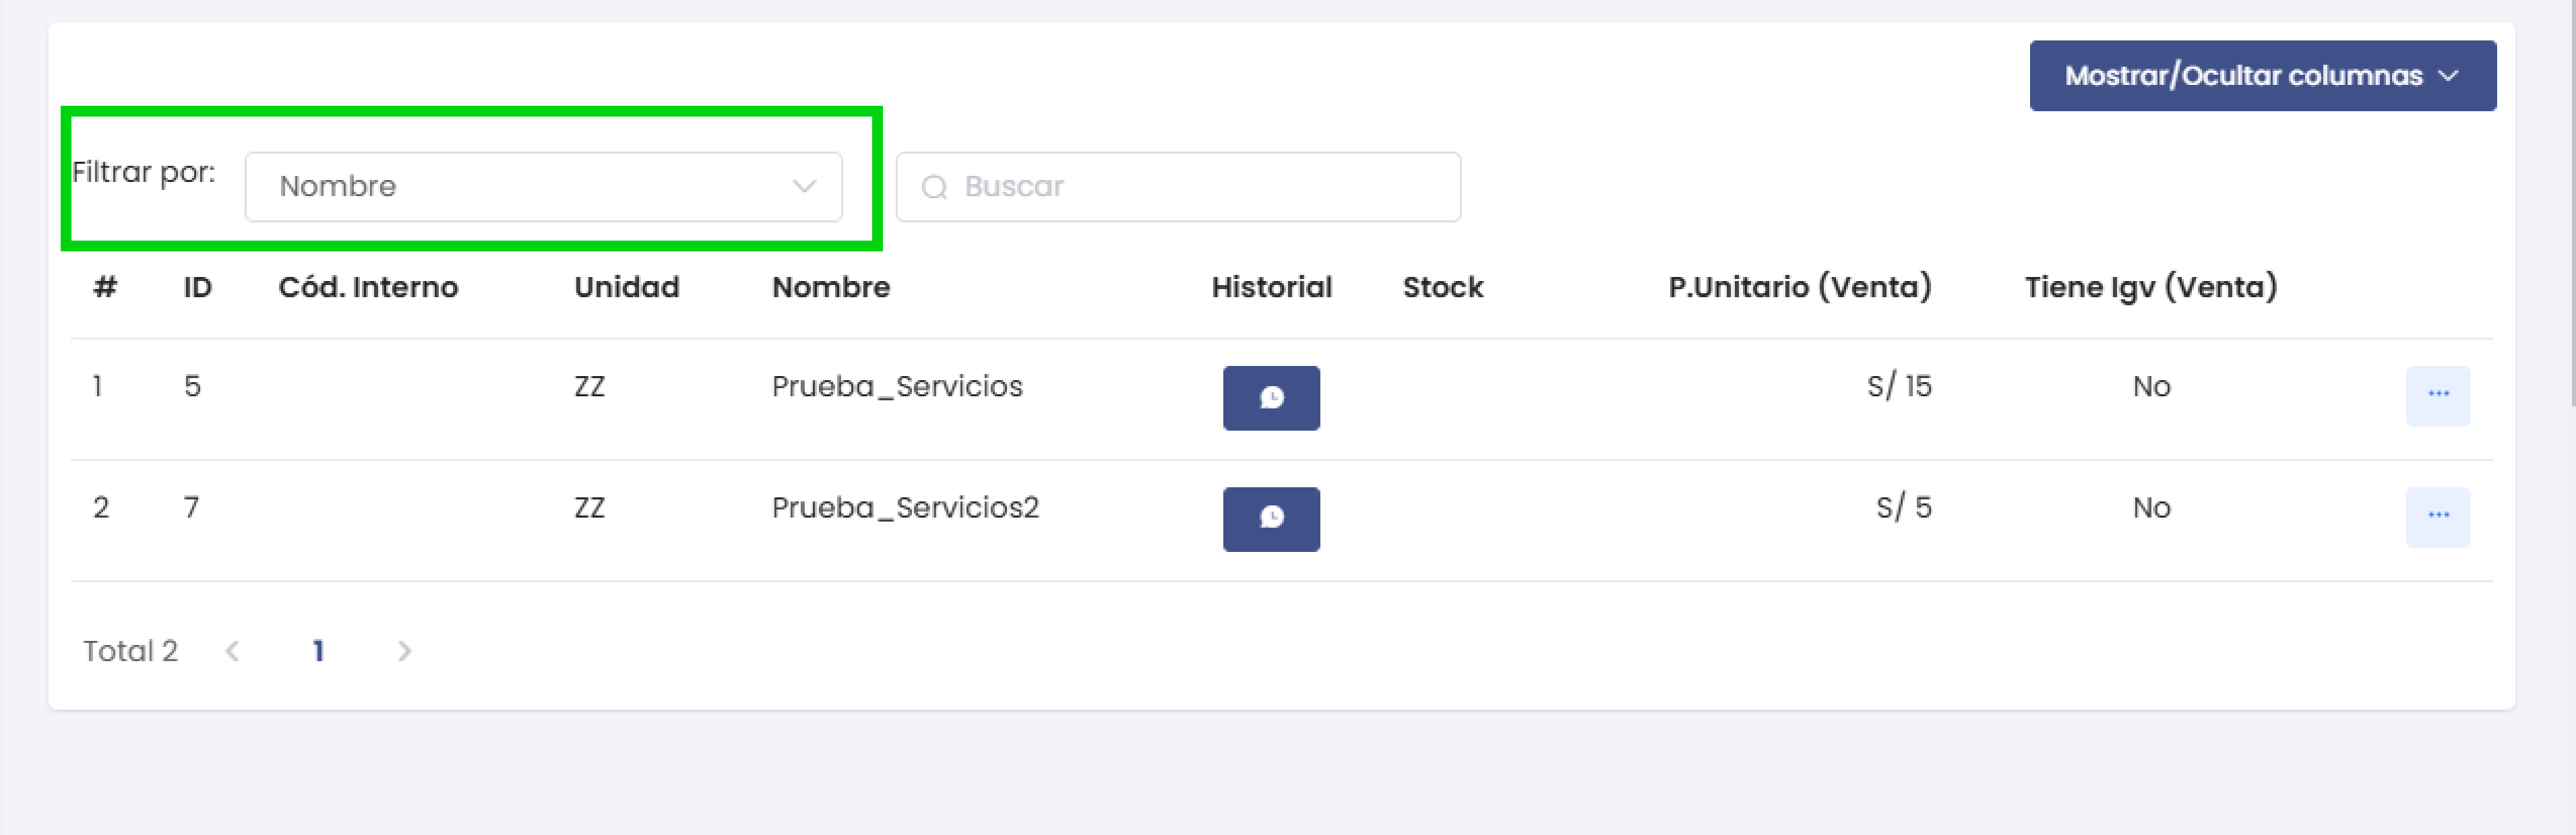 Mostrar/Ocultar columnas
Filtrar por: Nombre Buscar
# ID Cód. Interno Unidad Nombre Historial Stock P.Unitario (Venta) Tiene Igv (Venta)
1 5 ZZ Prueba_Servicios S/ 15 No
2 7 ZZ Prueba_Servicios2 S/ 5 No
Total 2 1